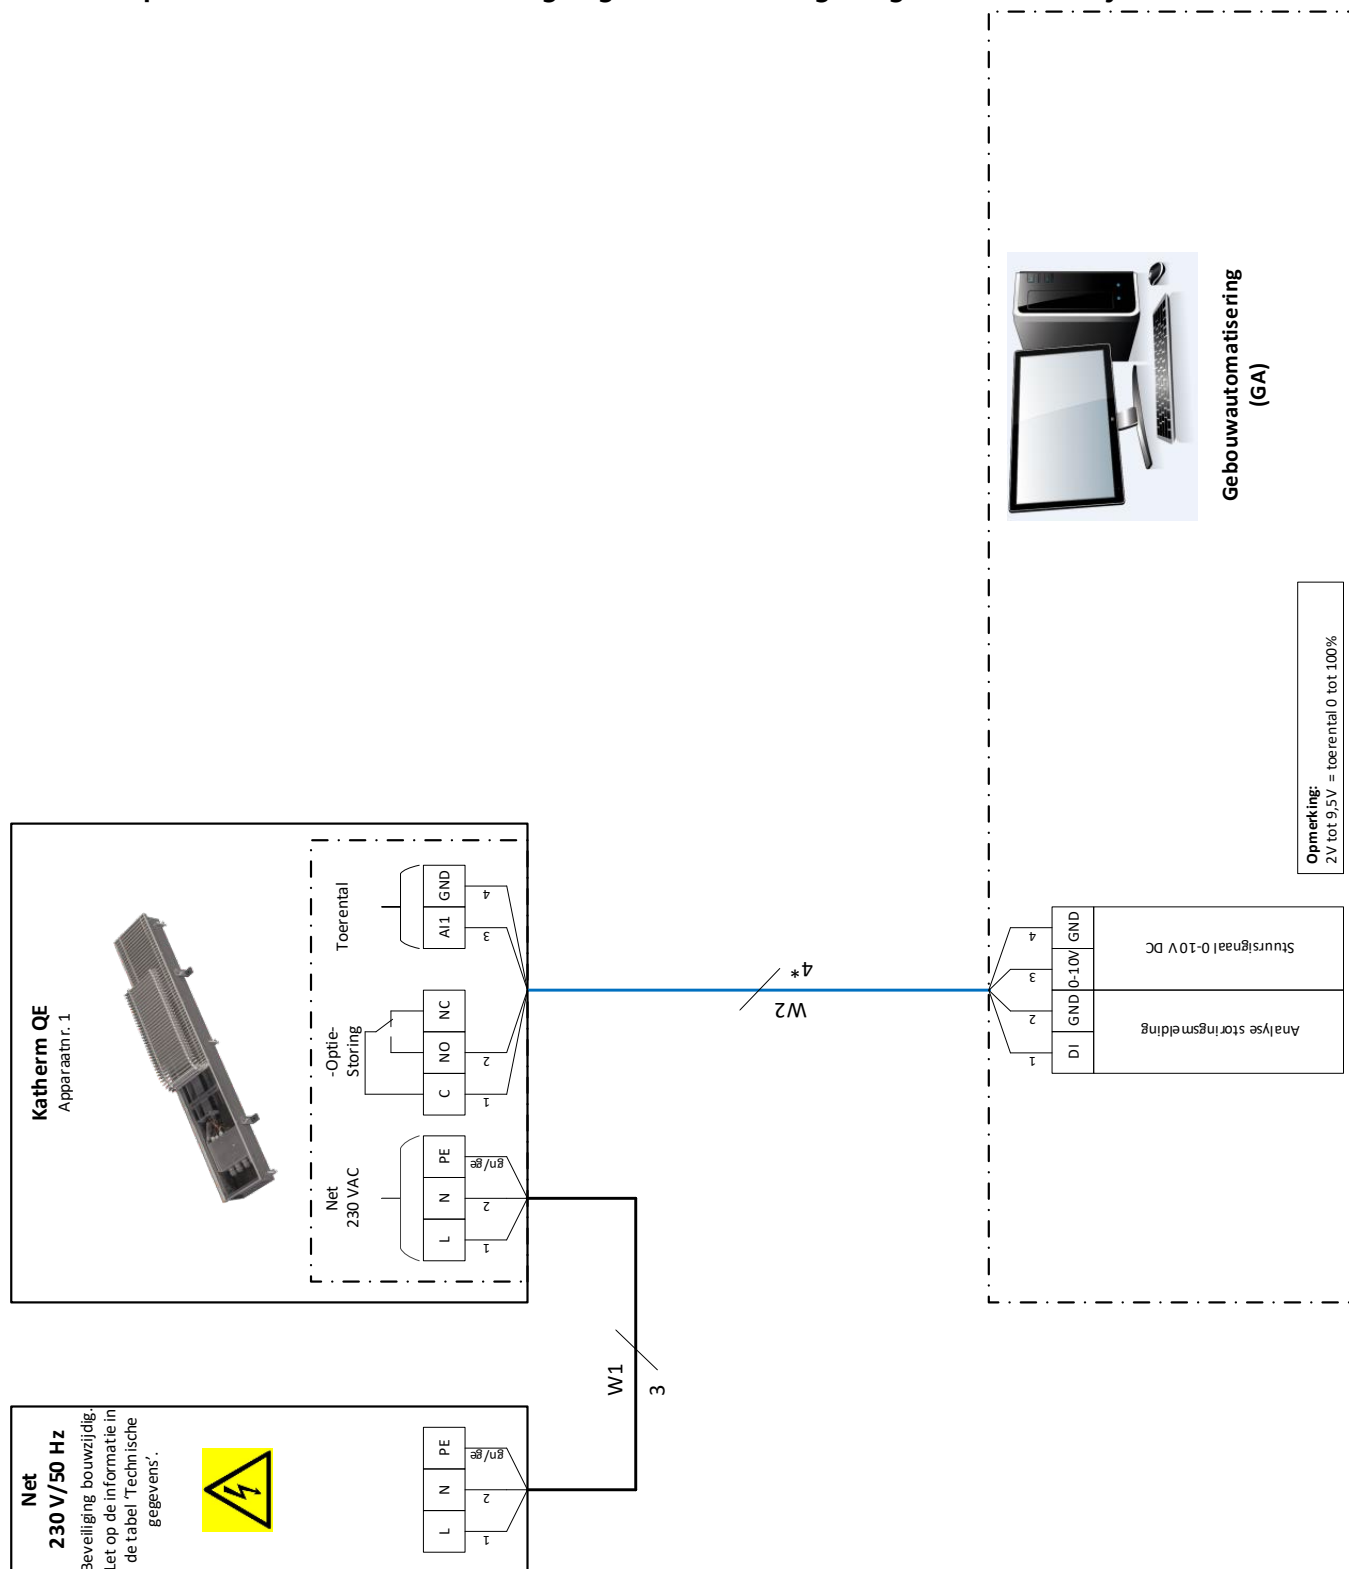 Net
230 V/50 Hz
Beveiliging bouwzijdig.
Let op de informatie in
de tabel 'Technische
gegevens'.
L N PE
1 2 gn/ge
W1
3
Katherm QE
Apparaatnr. 1
Net
230 VAC
L N PE
1 2 gn/ge
-Optie-
Storing
C NO NC
1 2
Toerental
AI1 GND
3 4
W2
4*
Gebouwautomatisering
(GA)
1 2 3 4
DI GND 0-10V GND
Analyse storingsmelding
Stuursignaal 0-10 V DC
Opmerking:
2V tot 9,5V = toerental 0 tot 100%